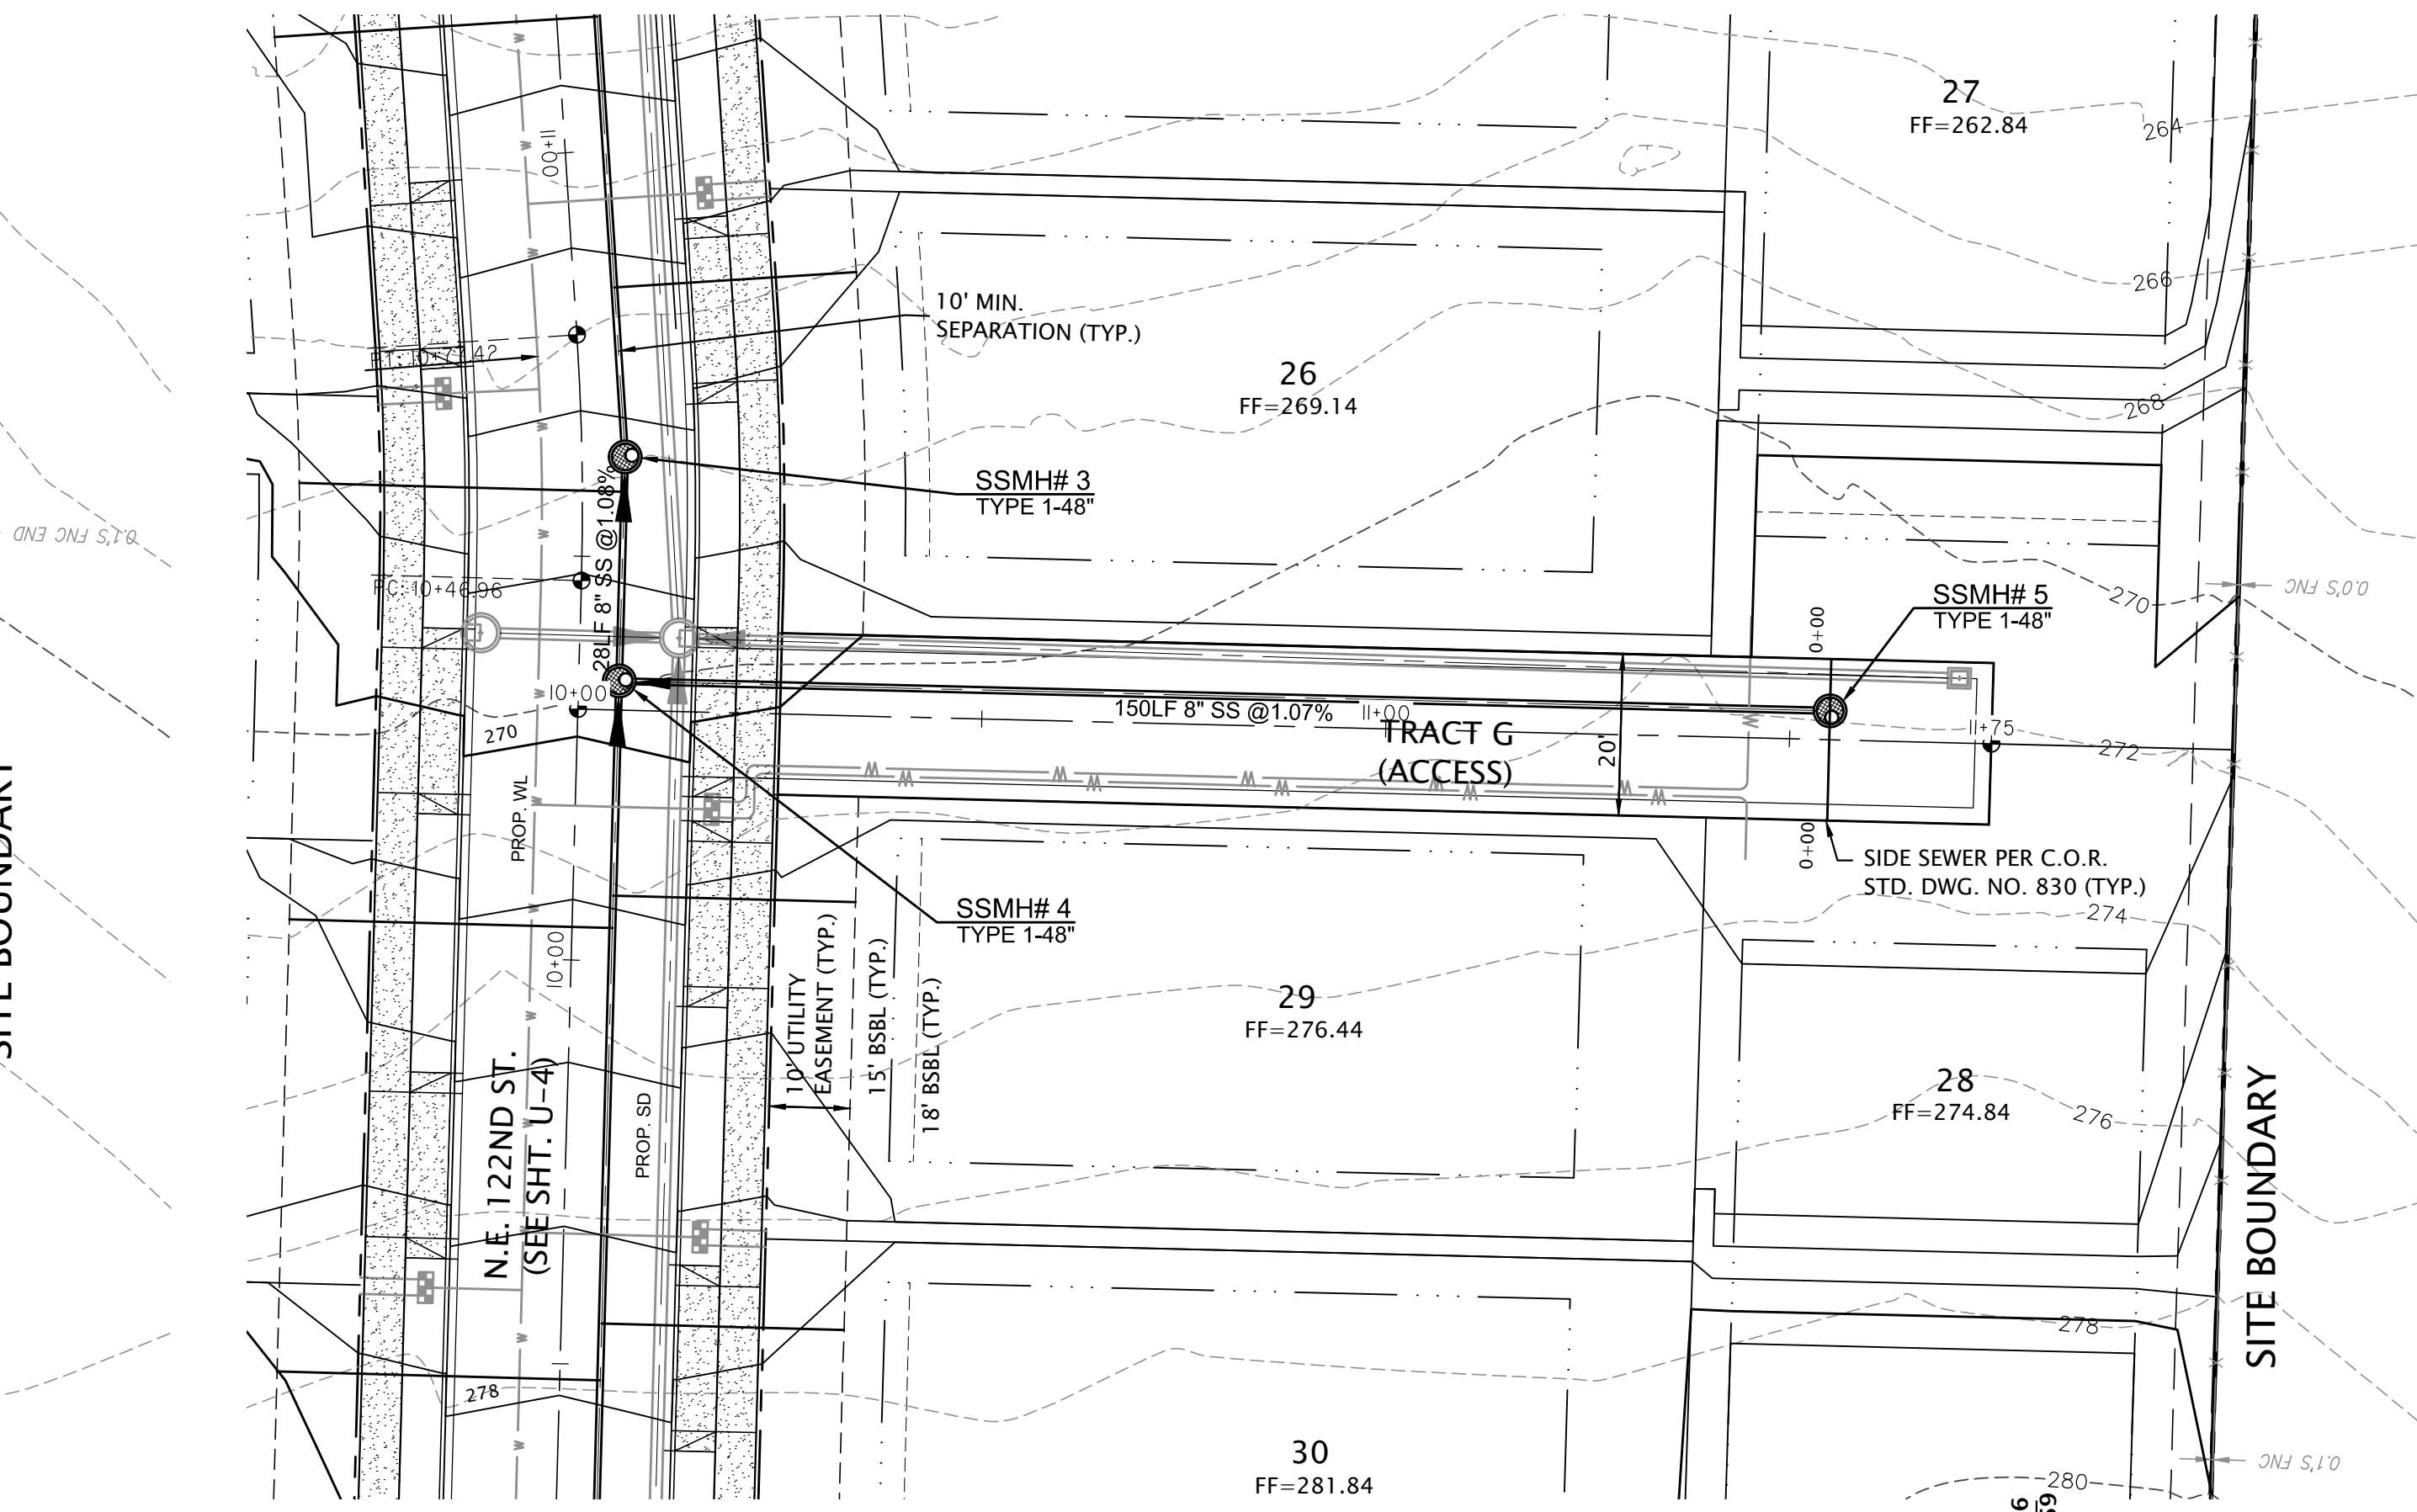 27
FF=262.84
264
11+00
266
10' MIN.
SEPARATION (TYP.)
PT: 10+77.42
26
FF=269.14
268
SSMH# 3
TYPE 1-48"
0.1'S FNC END
28LF 8" SS @1.08%
PC: 10+46.96
0.0'S FNC
SSMH# 5
TYPE 1-48"
270
0+00
10+00
150LF 8" SS @1.07%
11+00
TRACT G
(ACCESS)
20'
11+75
272
270
PROP. WL
0+00
SIDE SEWER PER C.O.R.
STD. DWG. NO. 830 (TYP.)
SSMH# 4
TYPE 1-48"
274
10+00
10' UTILITY
EASEMENT (TYP.)
15' BSBL (TYP.)
18' BSBL (TYP.)
29
FF=276.44
28
FF=274.84
276
SITE BOUNDARY
N.E. 122ND ST.
(SEE SHT. U-4)
PROP. SD
SITE BOUNDARY
278
278
30
FF=281.84
0.1'S FNC
280